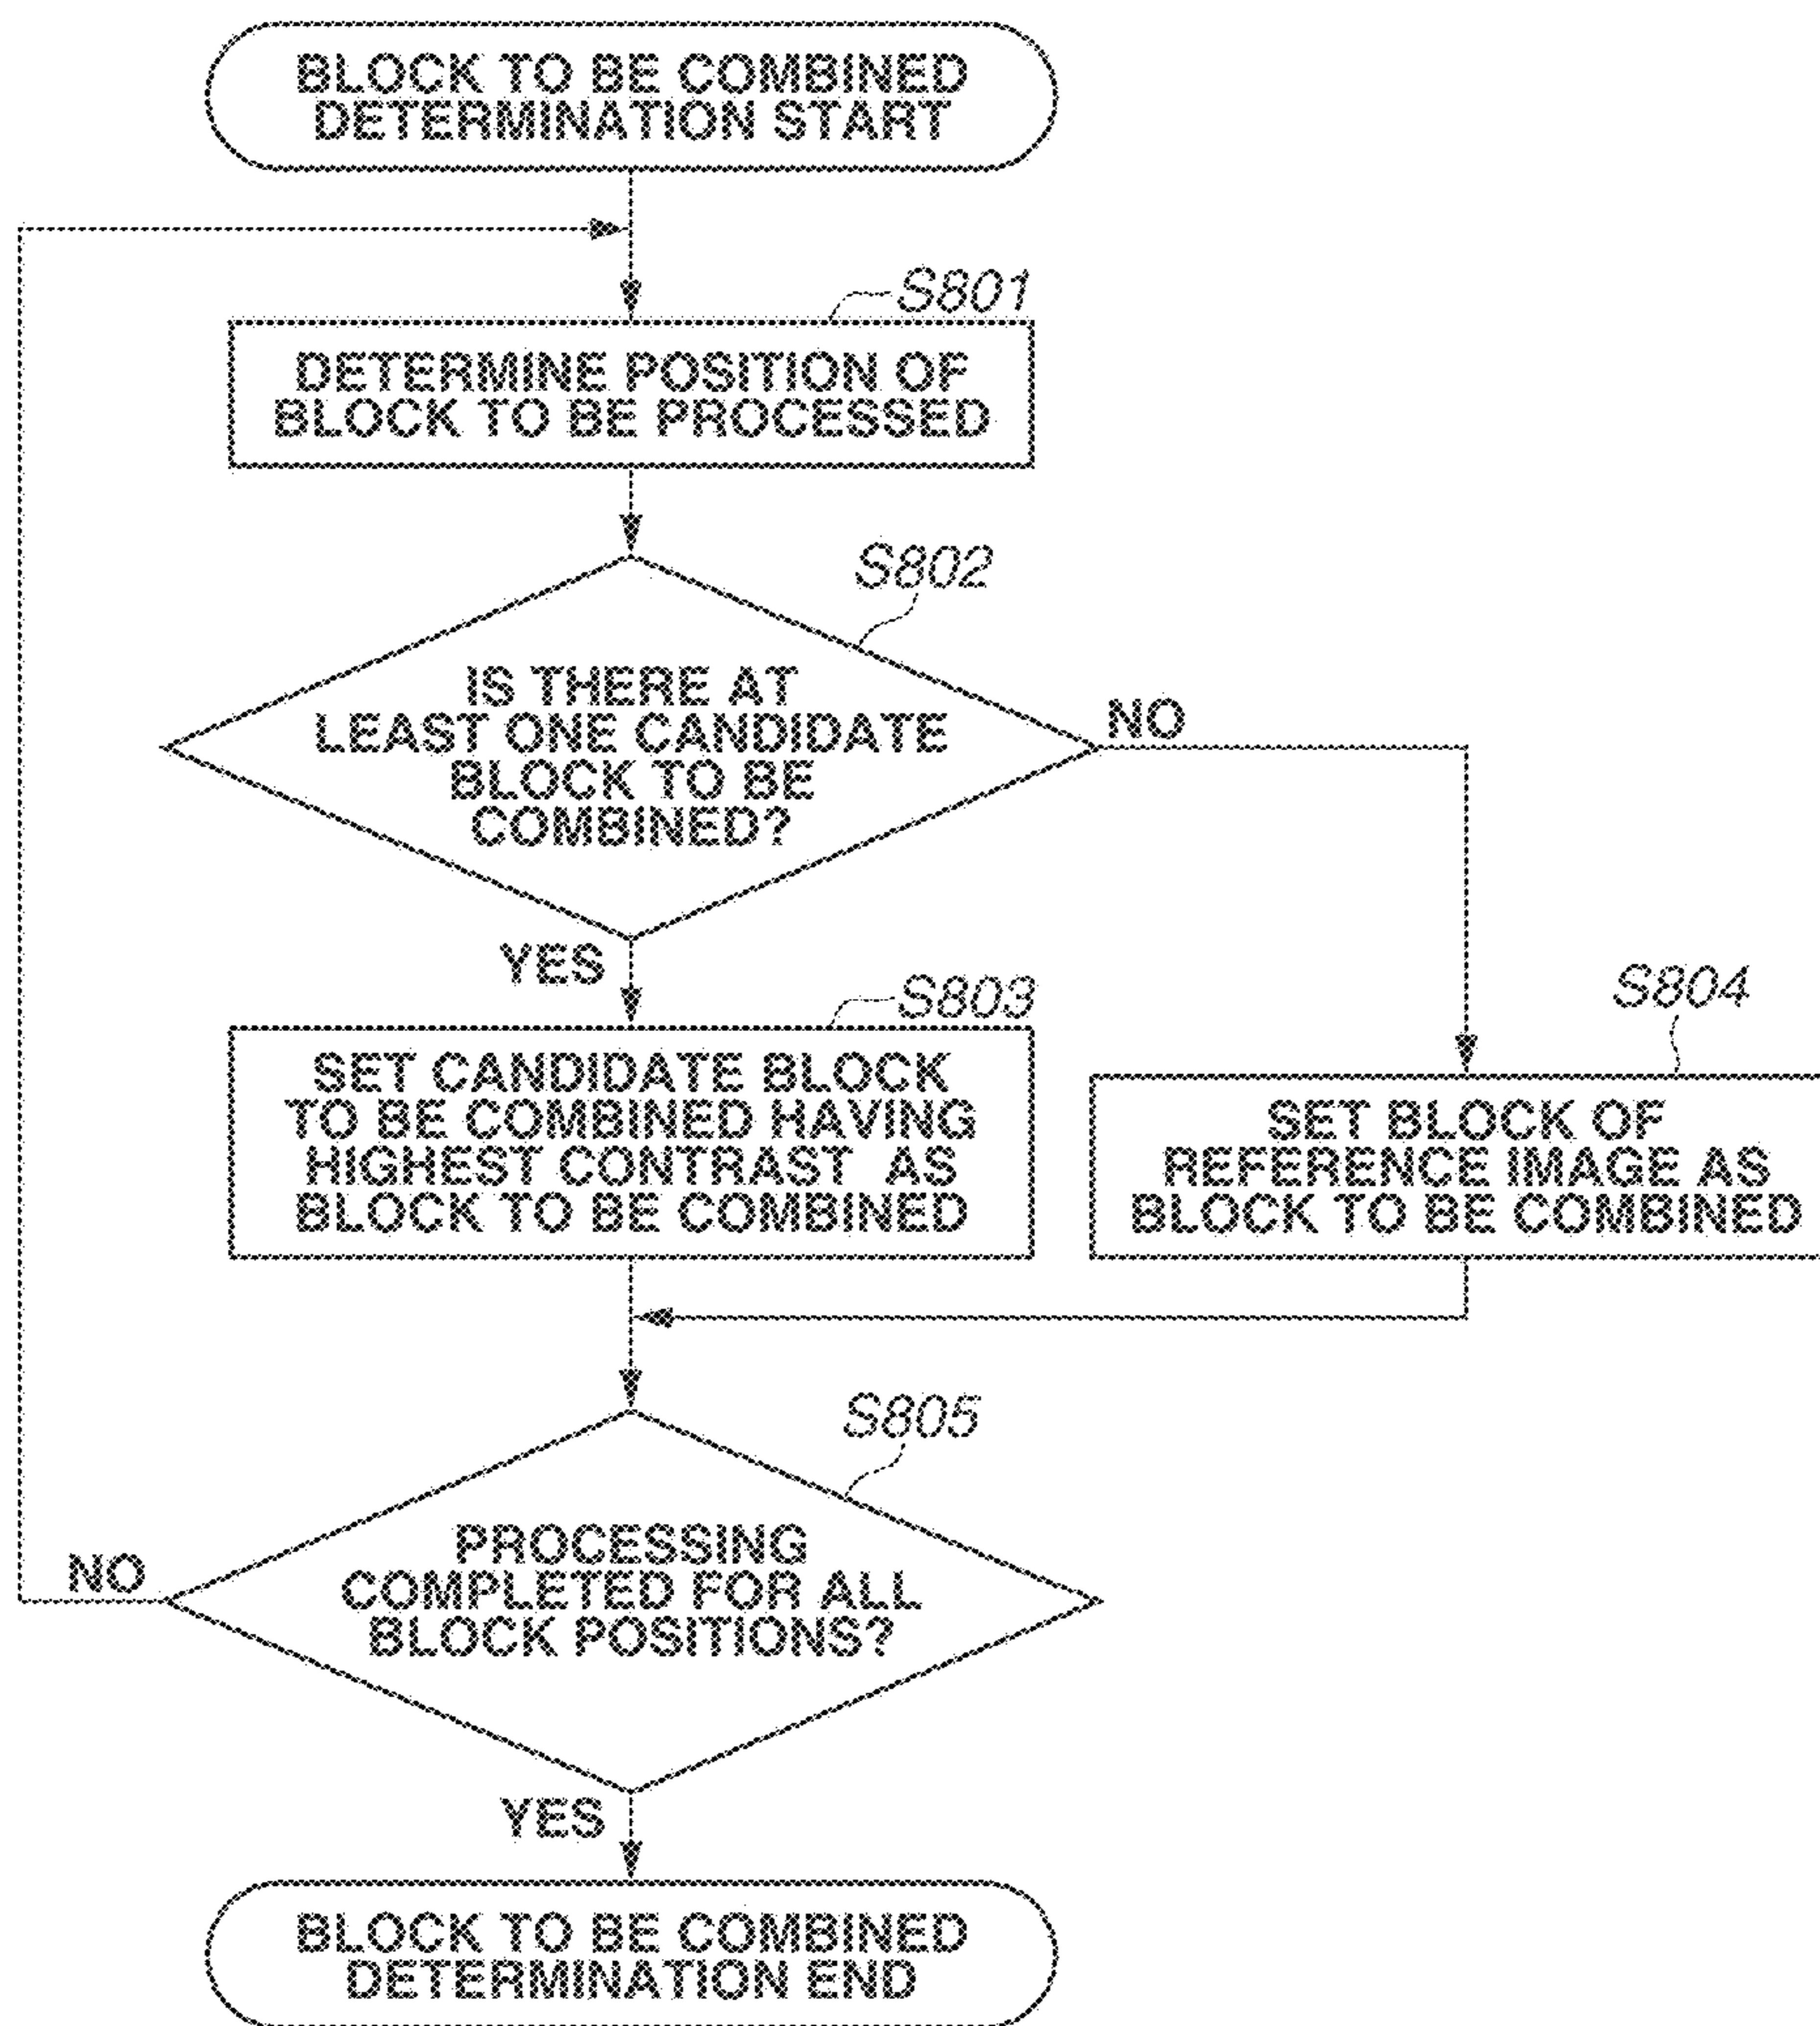 BLOCK TO BE COMBINED
DETERMINATION START
S801
DETERMINE POSITION OF
BLOCK TO BE PROCESSED
S802
IS THERE AT
LEAST ONE CANDIDATE
BLOCK TO BE
COMBINED?
NO
YES
S803
SET CANDIDATE BLOCK
TO BE COMBINED HAVING
HIGHEST CONTRAST AS
BLOCK TO BE COMBINED
S804
SET BLOCK OF
REFERENCE IMAGE AS
BLOCK TO BE COMBINED
S805
PROCESSING
COMPLETED FOR ALL
BLOCK POSITIONS?
NO
YES
BLOCK TO BE COMBINED
DETERMINATION END